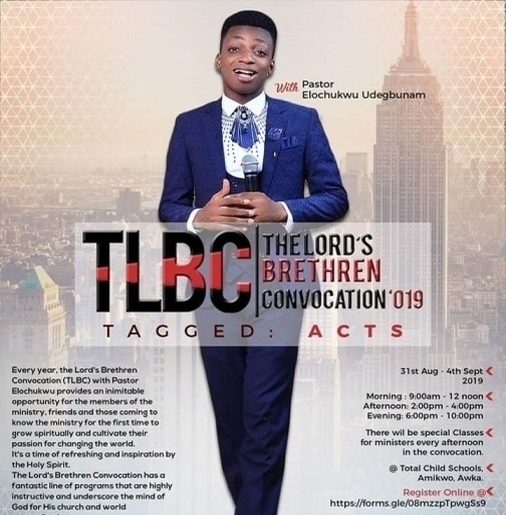 With Pastor
Elochukwu Udegbunam
TLBC
THELORD'S
BRETHREN
CONVOCATION'019
TAGGED: ACTS
Every year, the Lord's Brethren
Convocation (TLBC) with Pastor
Elochukwu provides an inimitable
opportunity for the members of the
ministry, friends and those coming to
know the ministry for the first time to
grow spiritually and cultivate their
passion for changing the world.
It's a time of refreshing and inspiration by
the Holy Spirit.
The Lord's Brethren Convocation has a
fantastic line of programs that are highly
instructive and underscore the mind of
God for His church and world
31st Aug - 4th Sept
2019
Morning : 9:00am - 12 noon
Afternoon: 2:00pm - 4:00pm
Evening: 6:00pm - 10:00pm
There wil be special Classes
for ministers every afternoon
in the convocation.
@ Total Child Schools,
Amikwo, Awka.
Register Online @
https://forms.gle/08mzzpTpwgSs9